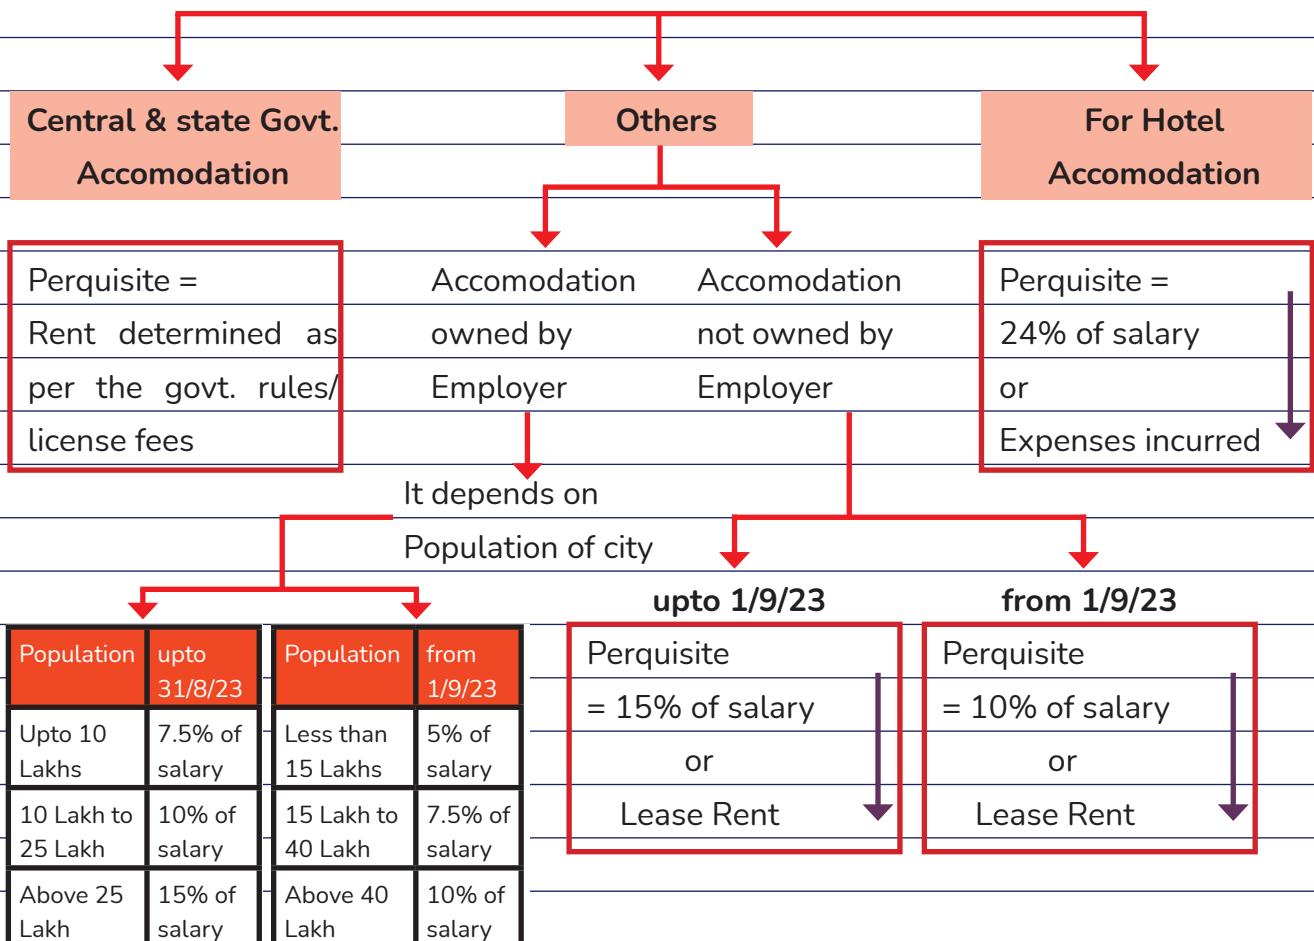 Central & state Govt.
Accomodation
Others
For Hotel
Accomodation
Perquisite =
Rent determined as
per the govt. rules/
license fees
Accomodation
owned by
Employer
Accomodation
not owned by
Employer
Perquisite =
24% of salary
or
Expenses incurred
It depends on
Population of city
Population
upto
31/8/23
Upto 10
Lakhs
7.5% of
salary
10 Lakh to
25 Lakh
10% of
salary
Above 25
Lakh
15% of
salary
Population
from
1/9/23
Less than
15 Lakhs
5% of
salary
15 Lakh to
40 Lakh
7.5% of
salary
Above 40
Lakh
10% of
salary
upto 1/9/23
Perquisite
= 15% of salary
or
Lease Rent
from 1/9/23
Perquisite
= 10% of salary
or
Lease Rent